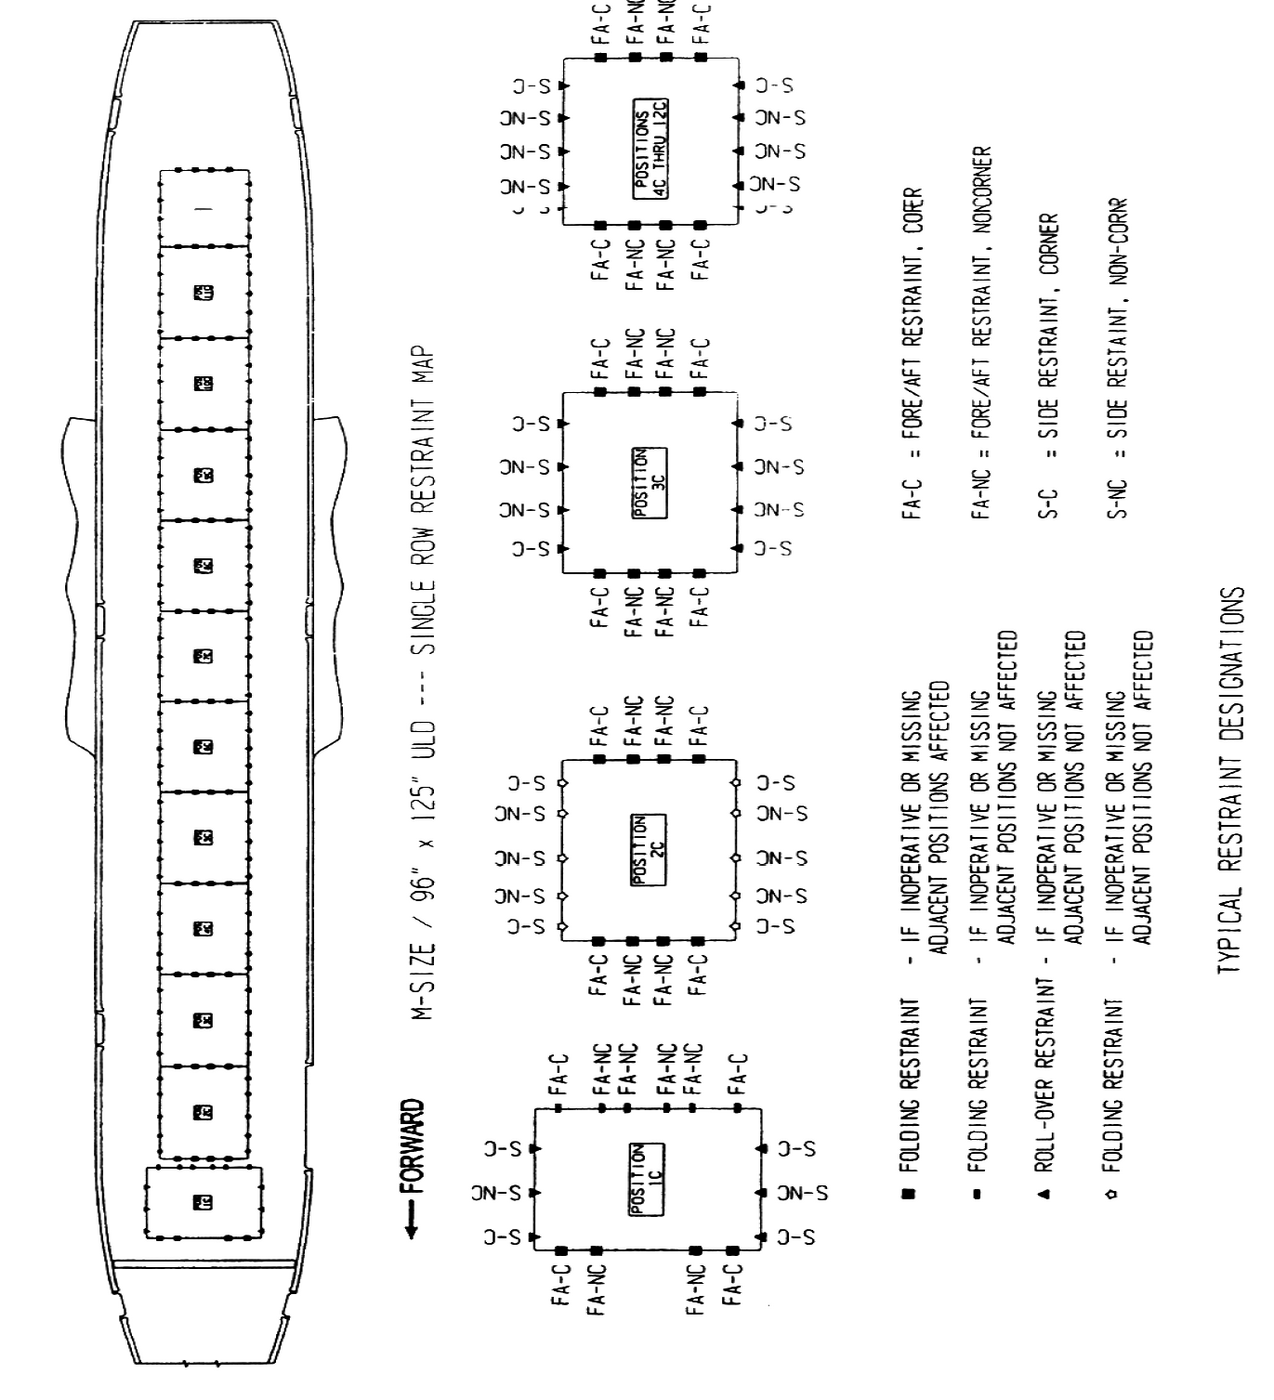 FORWARD
M-SIZE / 96" x 125" ULD --- SINGLE ROW RESTRAINT MAP
S-C S-NC S-C
FA-C FA-C
FA-NC FA-NC
FA-NC
POSITION
1C
FA-NC
FA-NC FA-NC
FA-C FA-C
S-C S-NC S-C
S-C S-NC S-NC S-NC S-C
FA-C FA-C
FA-NC FA-NC
POSITION
2C
FA-NC FA-NC
FA-C FA-C
S-C S-NC S-NC S-NC S-C
S-C S-NC S-NC S-C
FA-C FA-C
FA-NC FA-NC
POSITION
3C
FA-NC FA-NC
FA-C FA-C
S-C S-NC S-NC S-C
S-NC S-NC S-NC S-C
FA-C FA-C
FA-NC FA-NC
POSITIONS
4C THRU 12C
FA-NC FA-NC
FA-C FA-C
S-NC S-NC S-NC S-C
FOLDING RESTRAINT - IF INOPERATIVE OR MISSING
ADJACENT POSITIONS AFFECTED
FOLDING RESTRAINT - IF INOPERATIVE OR MISSING
ADJACENT POSITIONS NOT AFFECTED
ROLL-OVER RESTRAINT - IF INOPERATIVE OR MISSING
ADJACENT POSITIONS NOT AFFECTED
FOLDING RESTRAINT - IF INOPERATIVE OR MISSING
ADJACENT POSITIONS NOT AFFECTED
FA-C = FORE/AFT RESTRAINT,
FA-NC = FORE/AFT RESTRAINT, NONCORNER
S-C = SIDE RESTRAINT, CORNER
S-NC = SIDE RESTAINT, NON-CORNR
TYPICAL RESTRAINT DESIGNATIONS